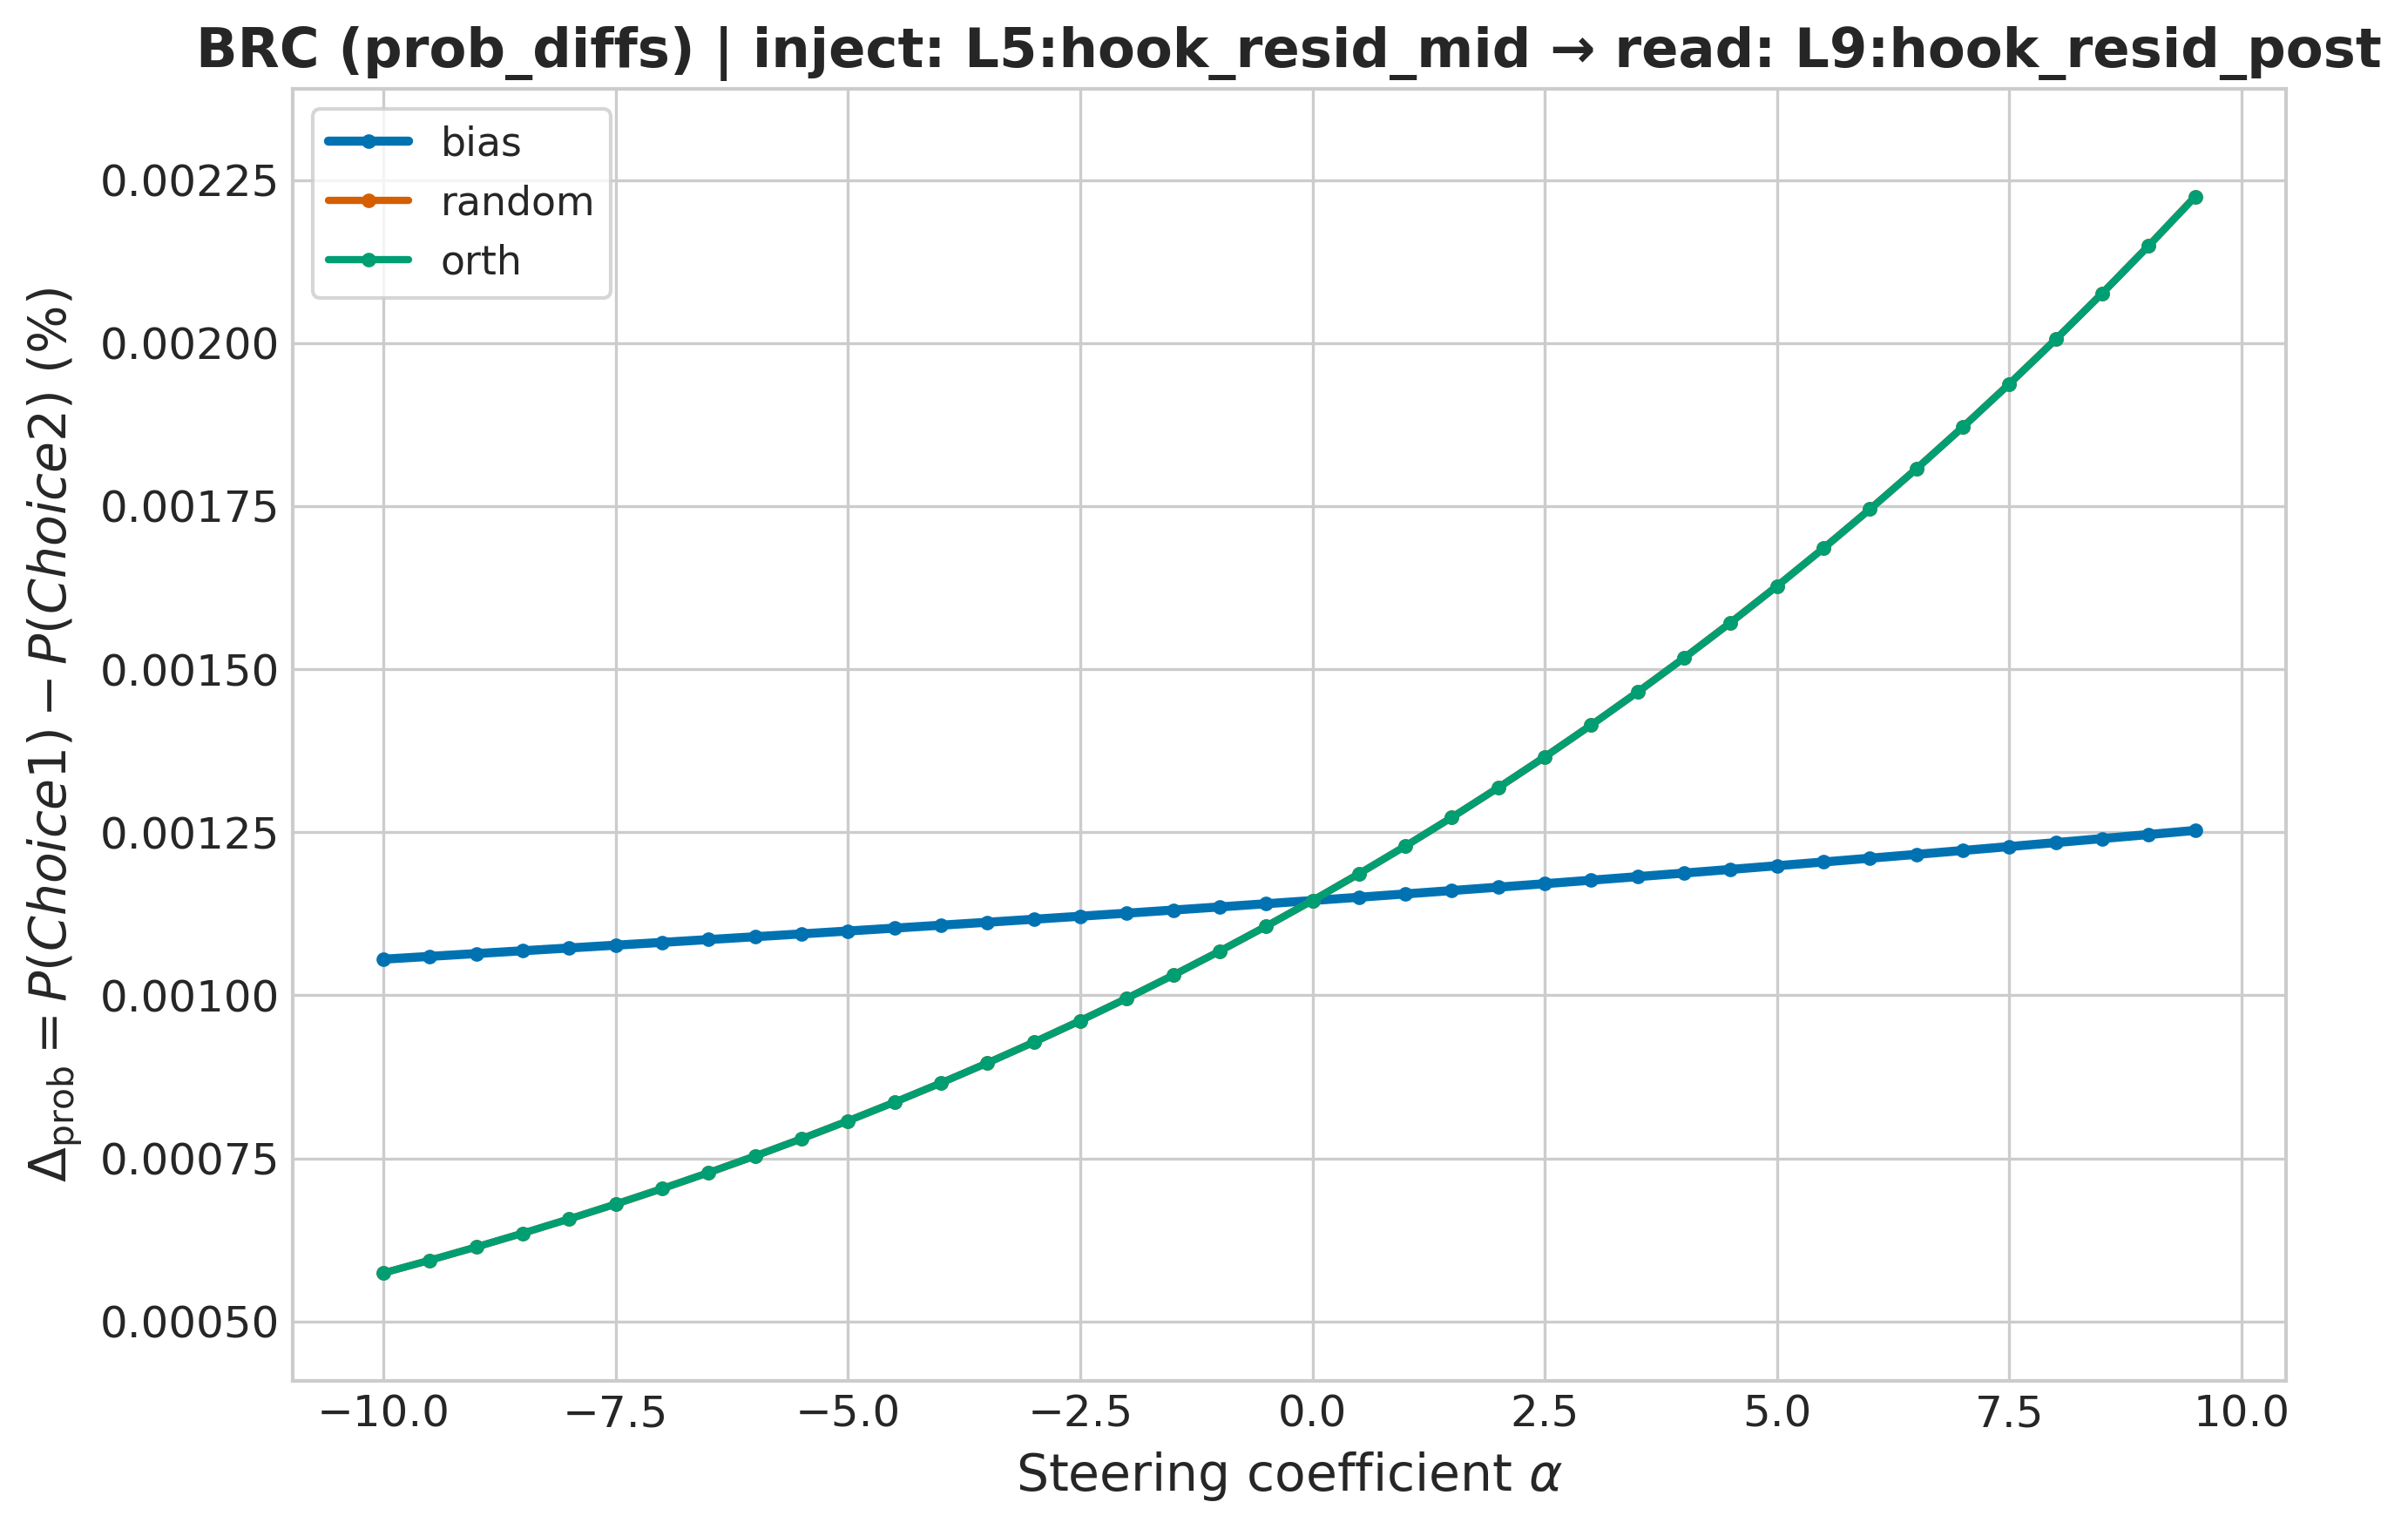 BRC (prob_diffs) | inject: L5:hook_resid_mid → read: L9:hook_resid_post
bias
random
orth
Δprob = P(Choice1) − P(Choice2) (%)
0.00225
0.00200
0.00175
0.00150
0.00125
0.00100
0.00075
0.00050
−10.0 −7.5 −5.0 −2.5 0.0 2.5 5.0 7.5 10.0
Steering coefficient α